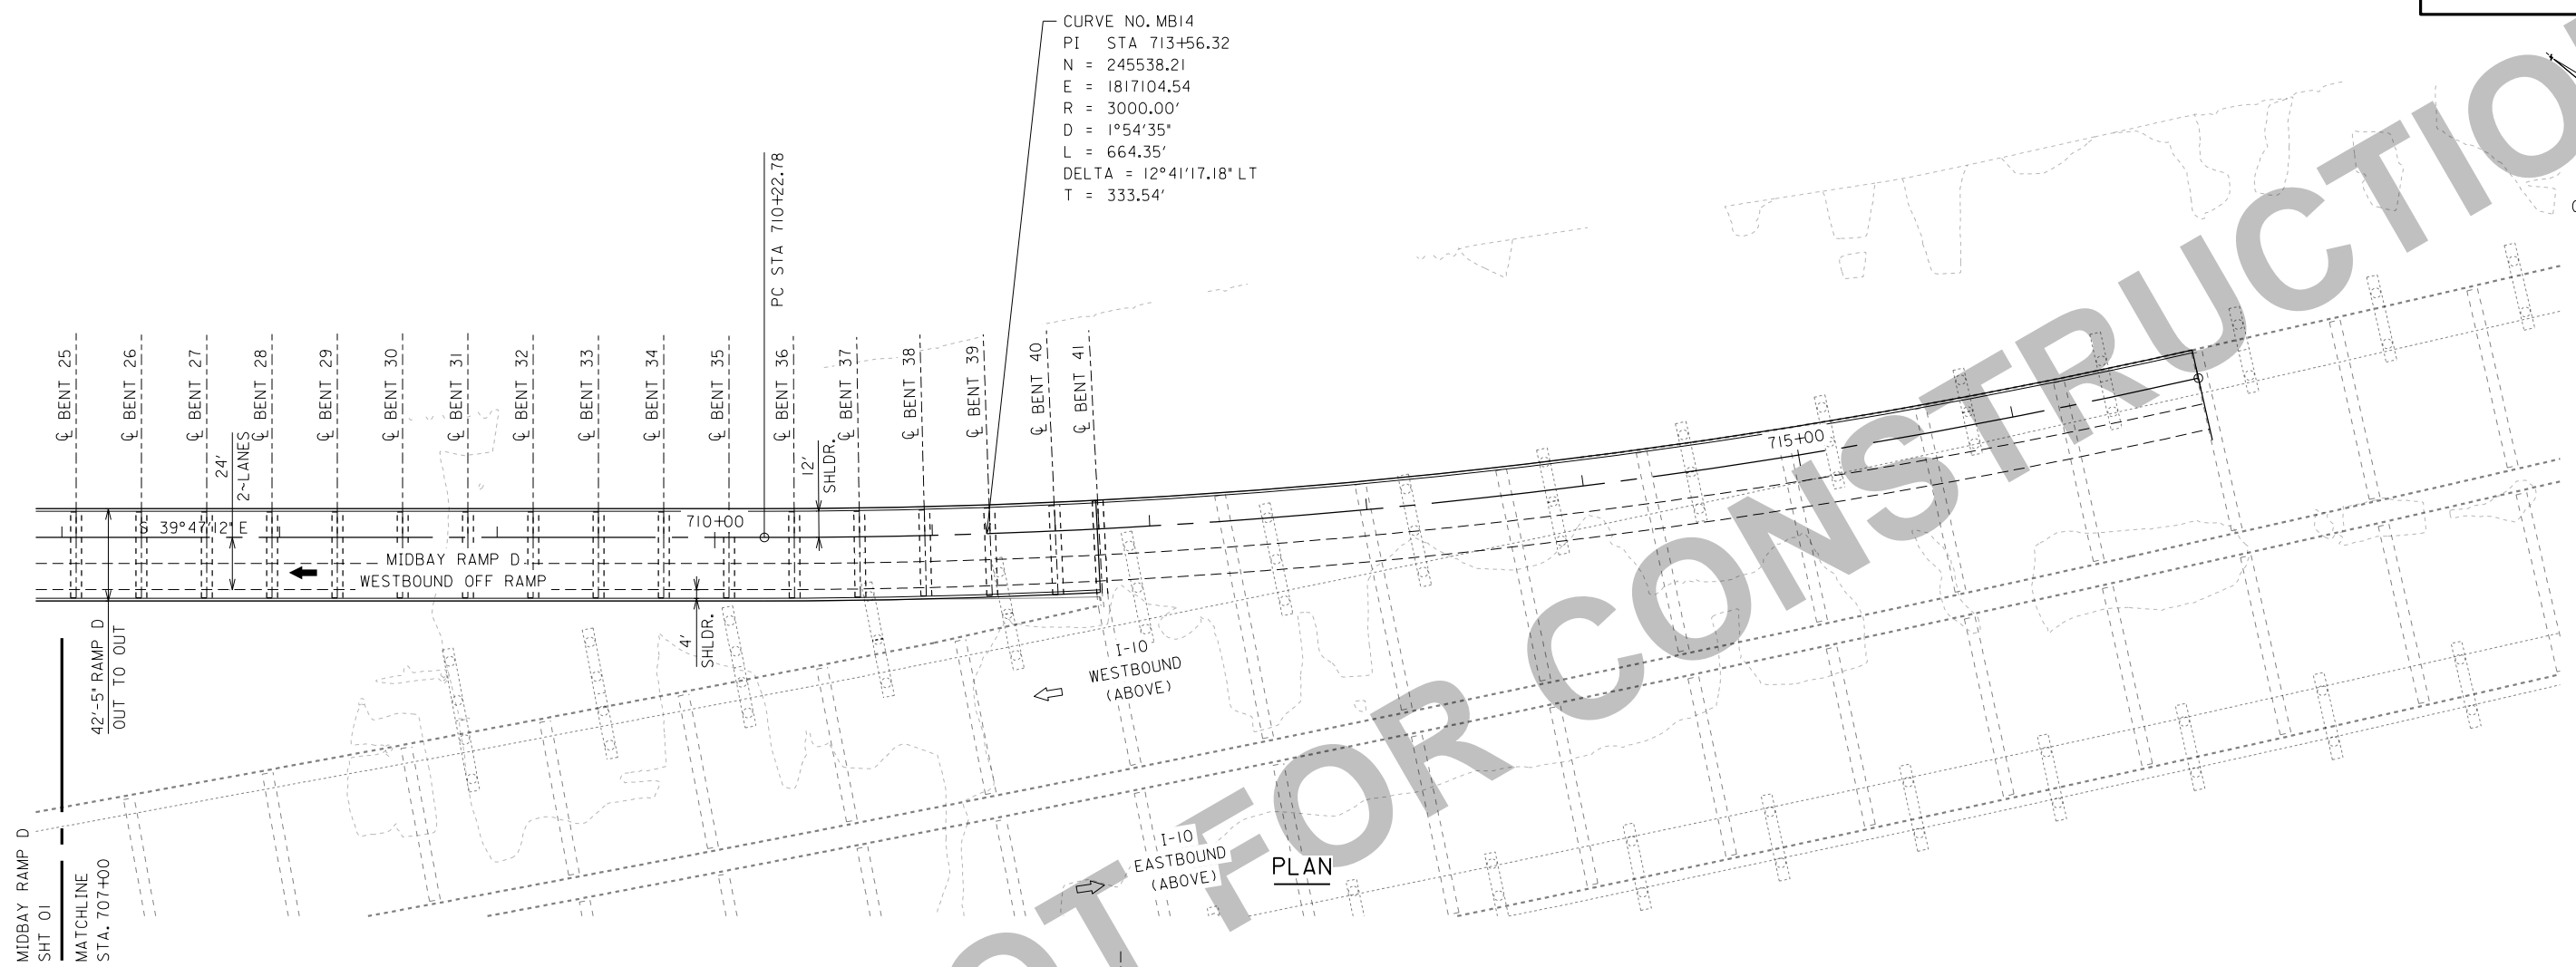 CURVE NO. MB14
PI STA 713+56.32
N = 245538.21
E = 1817104.54
R = 3000.00'
D = 1°54'35"
L = 664.35'
DELTA = 12°41'17.18" LT
T = 333.54'
PC STA 710+22.78
℄ BENT 25
℄ BENT 26
℄ BENT 27
℄ BENT 28
℄ BENT 29
℄ BENT 30
℄ BENT 31
℄ BENT 32
℄ BENT 33
℄ BENT 34
℄ BENT 35
℄ BENT 36
℄ BENT 37
℄ BENT 38
℄ BENT 39
℄ BENT 40
℄ BENT 41
24'
2~LANES
12'
SHLDR.
715+00
S 39°47'12" E
710+00
MIDBAY RAMP D
WESTBOUND OFF RAMP
4'
SHLDR.
42'-5" RAMP D
OUT TO OUT
I-10
WESTBOUND
(ABOVE)
I-10
EASTBOUND
(ABOVE)
PLAN
MIDBAY RAMP D
SHT 01
MATCHLINE
STA. 707+00
FOR CONSTRUCTION